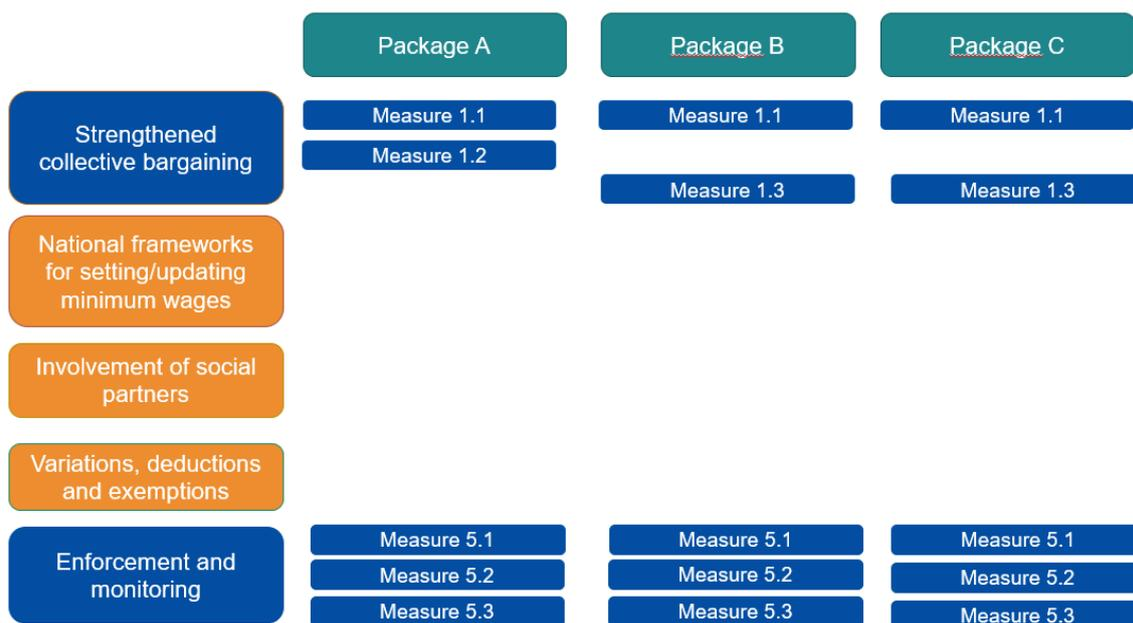 Package A
Package B
Package C
Strengthened
collective bargaining
Measure 1.1
Measure 1.1
Measure 1.1
Measure 1.2
Measure 1.3
Measure 1.3
National frameworks
for setting/updating
minimum wages
Involvement of social
partners
Variations, deductions
and exemptions
Enforcement and
monitoring
Measure 5.1
Measure 5.1
Measure 5.1
Measure 5.2
Measure 5.2
Measure 5.2
Measure 5.3
Measure 5.3
Measure 5.3